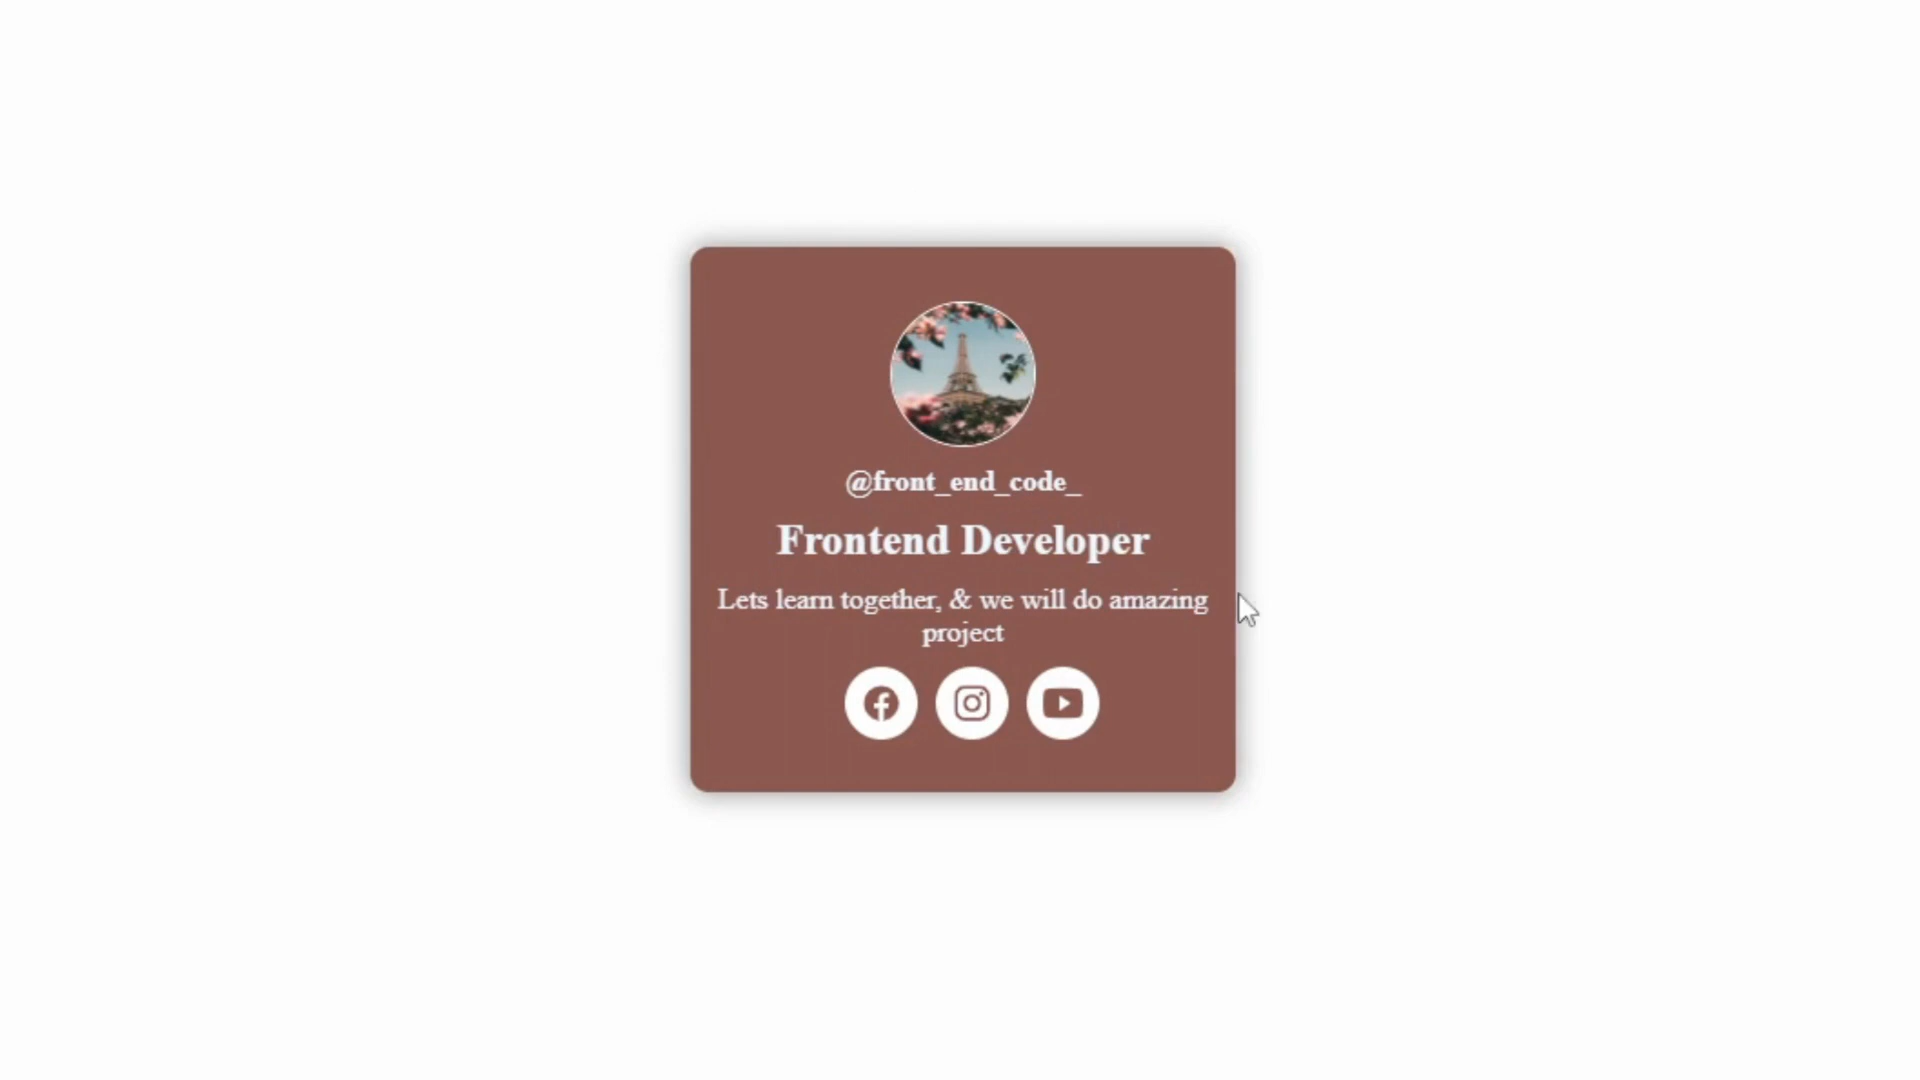 @front_end_code_
Frontend Developer
Lets learn together, & we will do amazing
project